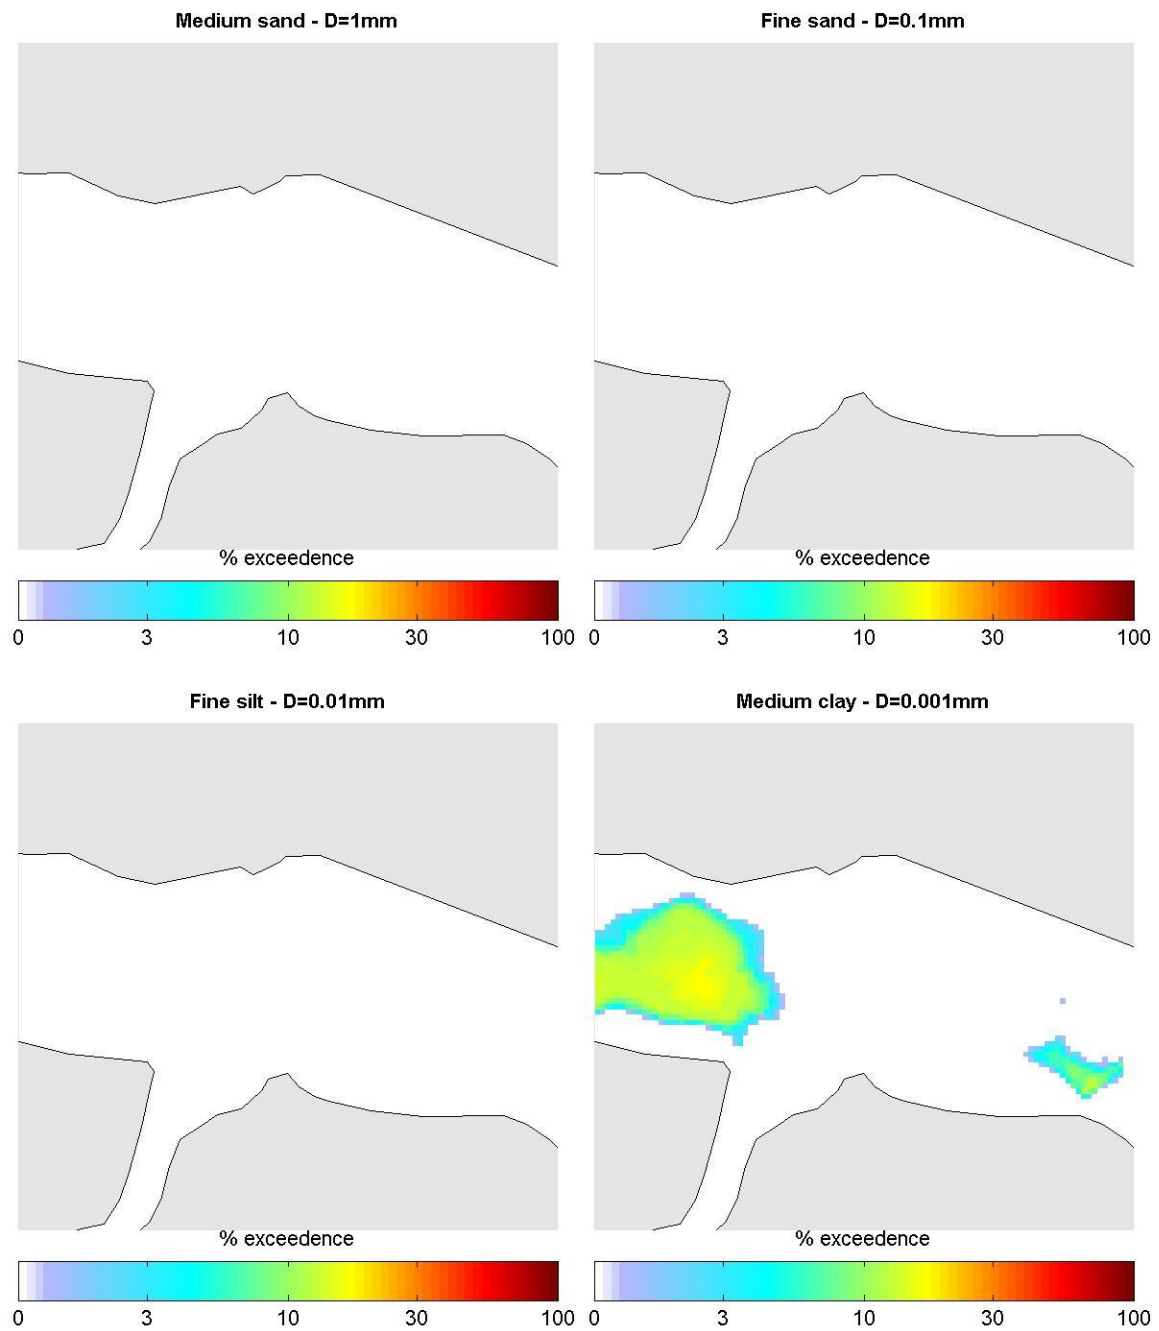 Medium sand - D=1mm
Fine sand - D=0.1mm
% exceedence
% exceedence
0 3 10 30 100
0 3 10 30 100
Fine silt - D=0.01mm
Medium clay - D=0.001mm
% exceedence
% exceedence
0 3 10 30 100
0 3 10 30 100